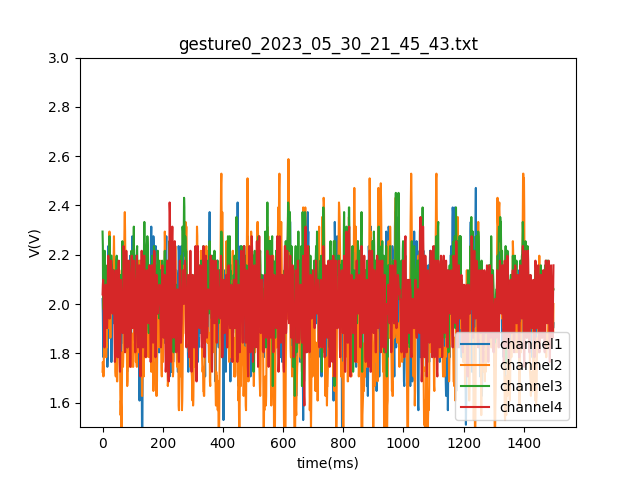 gesture0_2023_05_30_21_45_43.txt
V(V)
3.0
2.8
2.6
2.4
2.2
2.0
1.8
1.6
channel1
channel2
channel3
channel4
0 200 400 600 800 1000 1200 1400
time(ms)